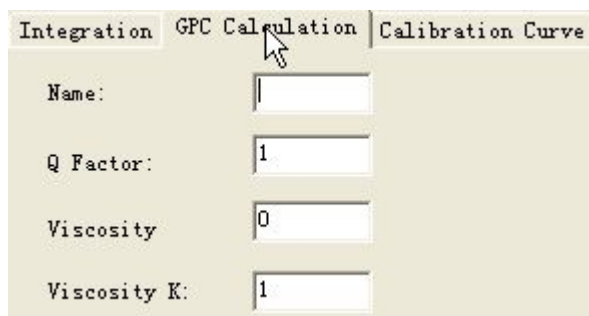 Integration GPC Calculation Calibration Curve
Name:
Q Factor: 1
Viscosity 0
Viscosity K: 1